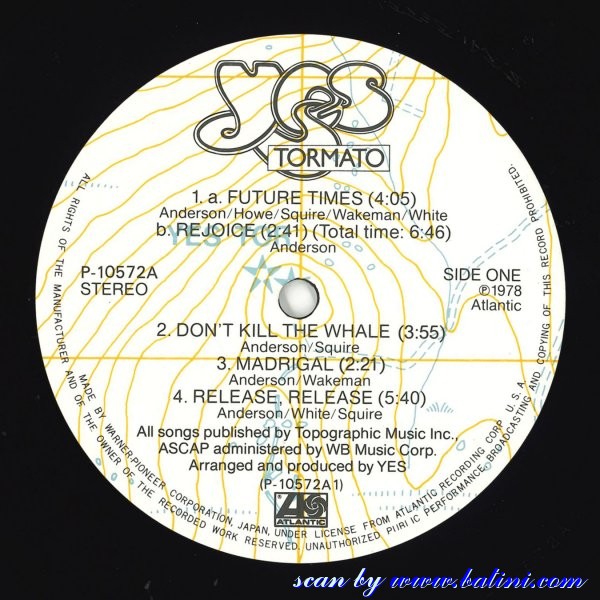 YES
TORMATO
1. a. FUTURE TIMES (4:05)
Anderson/Howe/Squire/Wakeman/White
b. REJOICE (2:41) (Total time: 6:46)
Anderson
YES TOR
P-10572A
STEREO
SIDE ONE
℗1978
Atlantic
2. DON'T KILL THE WHALE (3:55)
Anderson/Squire
3. MADRIGAL (2:21)
Anderson/Wakeman
4. RELEASE, RELEASE (5:40)
Anderson/White/Squire
All songs published by Topographic Music Inc.,
ASCAP administered by WB Music Corp.
Arranged and produced by YES
(P-10572A1)
ATLANTIC
MADE BY WARNER-PIONEER CORPORATION, JAPAN, UNDER LICENSE FROM ATLANTIC RECORDING CORP. U.S.A.
ALL RIGHTS OF THE MANUFACTURER AND OF THE OWNER OF THE RECORDED WORK RESERVED. UNAUTHORIZED PUBLIC PERFORMANCE, BROADCASTING AND COPYING OF THIS RECORD PROHIBITED.
scan by www.batini.com